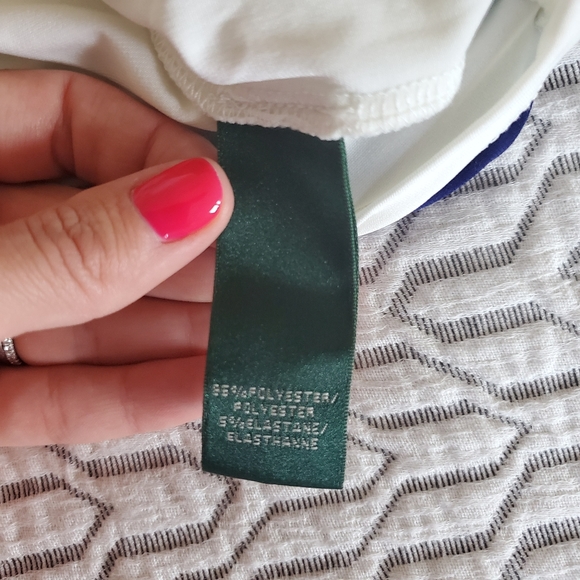 95%POLYESTER/
POLYESTER
5%ELASTANE/
ELASTHANNE